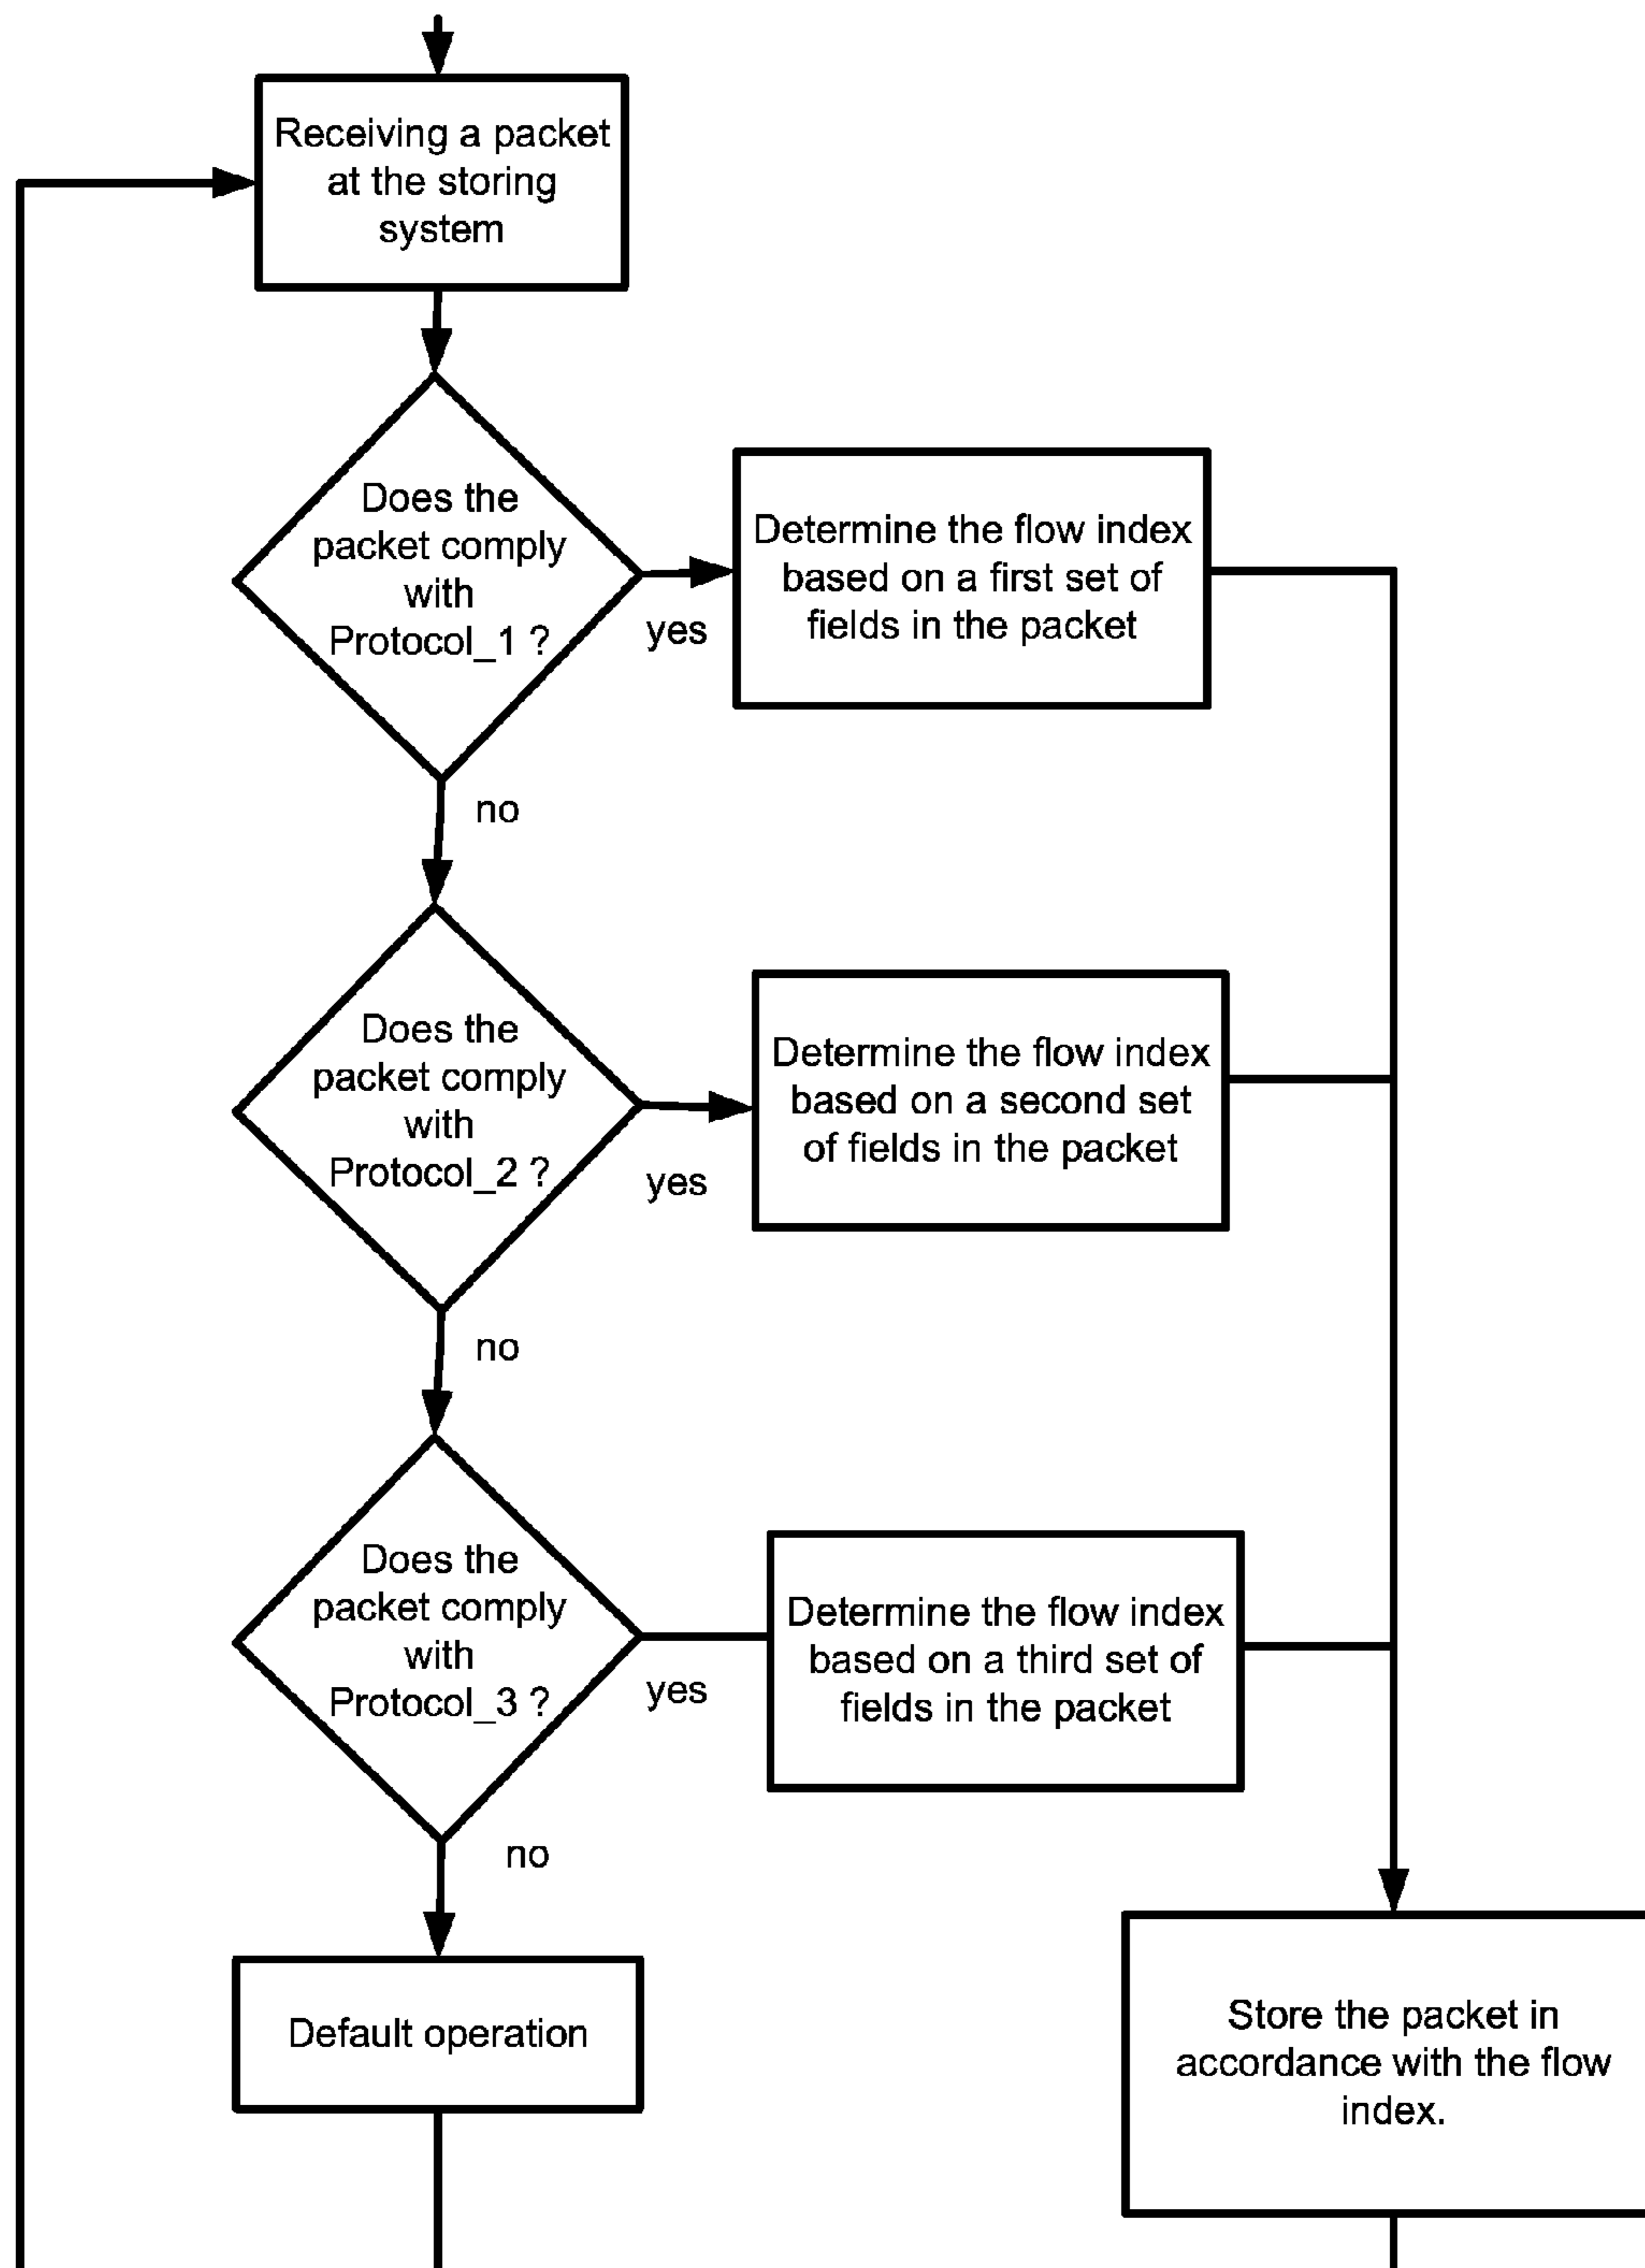 Receiving a packet
at the storing
system
Does the
packet comply
with
Protocol_1 ?
yes
Determine the flow index
based on a first set of
fields in the packet
no
Does the
packet comply
with
Protocol_2 ?
yes
Determine the flow index
based on a second set
of fields in the packet
no
Does the
packet comply
with
Protocol_3 ?
yes
Determine the flow index
based on a third set of
fields in the packet
no
Default operation
Store the packet in
accordance with the flow
index.